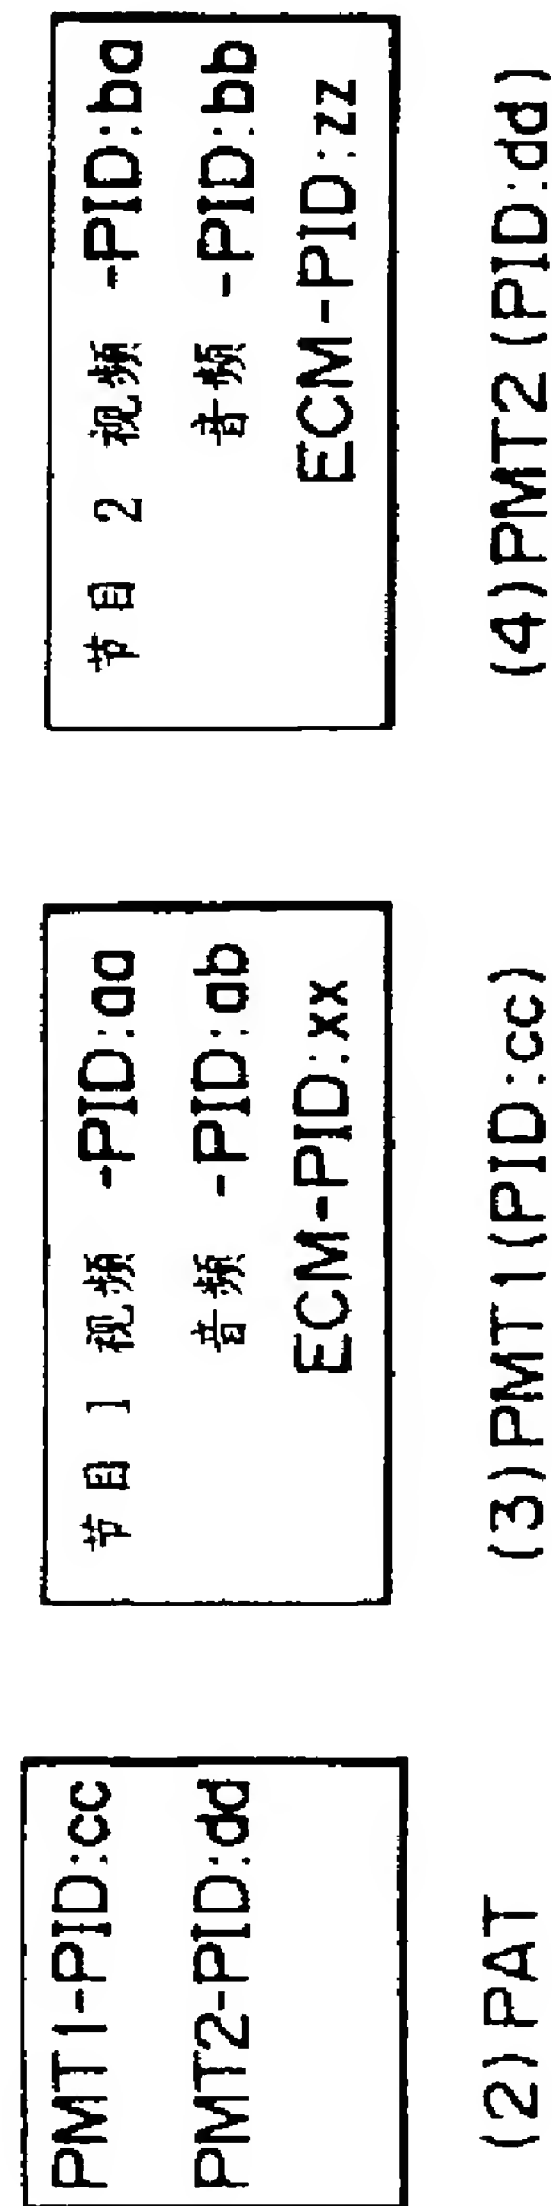 PMT1-PID:cc
PMT2-PID:dd
(2)PAT
节目 1 视频 -PID:aa
音频 -PID:ab
ECM-PID:xx
(3)PMT1(PID:cc)
节目 2 视频 -PID:ba
音频 -PID:bb
ECM-PID:zz
(4)PMT2(PID:dd)